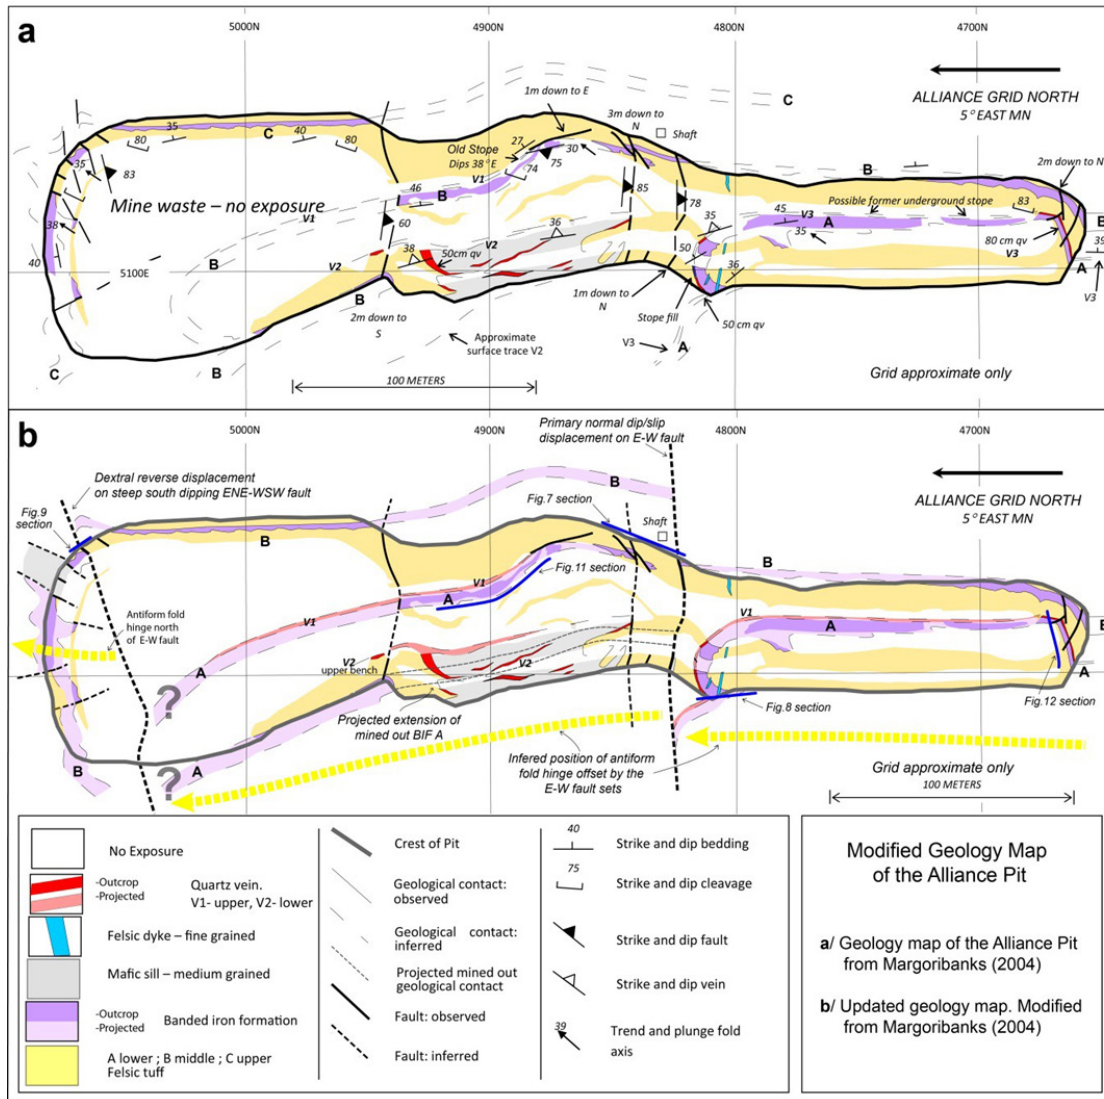 a
5000N
4900N
4800N
4700N
1m down to E
3m down to
N
Shaft
C
ALLIANCE GRID NORTH
5° EAST MN
35
C
40
80
80
35
83
Old Stope
Dips 38° E
27
30
75
74
V1
46
B
B
2m down to N
Mine waste – no exposure
V1
60
85
78
36
35
45
V3
Possible former underground stope
83
A
35
80 cm qv
V3
B
39
A
V3
38
40
5100E
B
V2
38
50cm qv
V2
50
36
B
2m down to
S
1m down to
N
Stope fill
50 cm qv
V3
A
Approximate
surface trace V2
C
B
100 METERS
Grid approximate only
b
5000N
4900N
4800N
4700N
Primary normal dip/slip
displacement on E-W fault
Dextral reverse displacement
on steep south dipping ENE-WSW fault
B
Fig.7 section
Shaft
ALLIANCE GRID NORTH
5° EAST MN
Fig.9
section
B
B
Fig.11 section
V1
A
V1
V1
A
Antiform fold
hinge north
of E-W fault
A
V2
upper bench
V2
B
A
?
Projected extension of
mined out BIF A
Fig.8 section
Fig.12 section
?
A
B
Infered position of antiform
fold hinge offset by the
E-W fault sets
Grid approximate only
100 METERS
No Exposure
-Outcrop
-Projected
Quartz vein.
V1- upper, V2- lower
Felsic dyke – fine grained
Mafic sill – medium grained
-Outcrop
-Projected
Banded iron formation
A lower ; B middle ; C upper
Felsic tuff
Crest of Pit
Geological contact:
observed
Geological contact:
inferred
Projected mined out
geological contact
Fault: observed
Fault: inferred
40
Strike and dip bedding
75
Strike and dip cleavage
Strike and dip fault
Strike and dip vein
39
Trend and plunge fold
axis
Modified Geology Map
of the Alliance Pit
a/ Geology map of the Alliance Pit
from Margoribanks (2004)
b/ Updated geology map. Modified
from Margoribanks (2004)